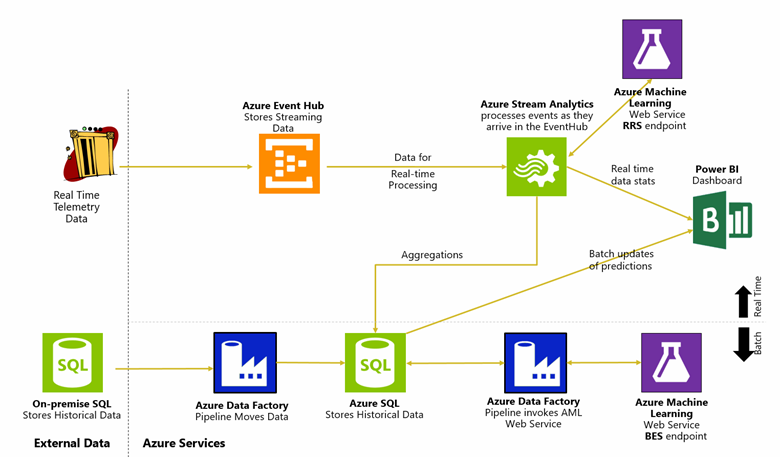 Azure Machine
Learning
Web Service
RRS endpoint
Azure Event Hub
Stores Streaming
Data
Azure Stream Analytics
processes events as they
arrive in the EventHub
Real Time
Telemetry
Data
Data for
Real-time
Processing
Real time
data stats
Power BI
Dashboard
B
Aggregations
Batch updates
of predictions
Real Time
Batch
SQL
On-premise SQL
Stores Historical Data
Azure Data Factory
Pipeline Moves Data
SQL
Azure SQL
Stores Historical Data
Azure Data Factory
Pipeline invokes AML
Web Service
Azure Machine
Learning
Web Service
BES endpoint
External Data
Azure Services